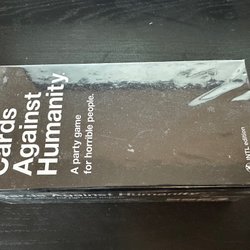 Cards
Against
Humanity
A party game
for horrible people.
INTL edition